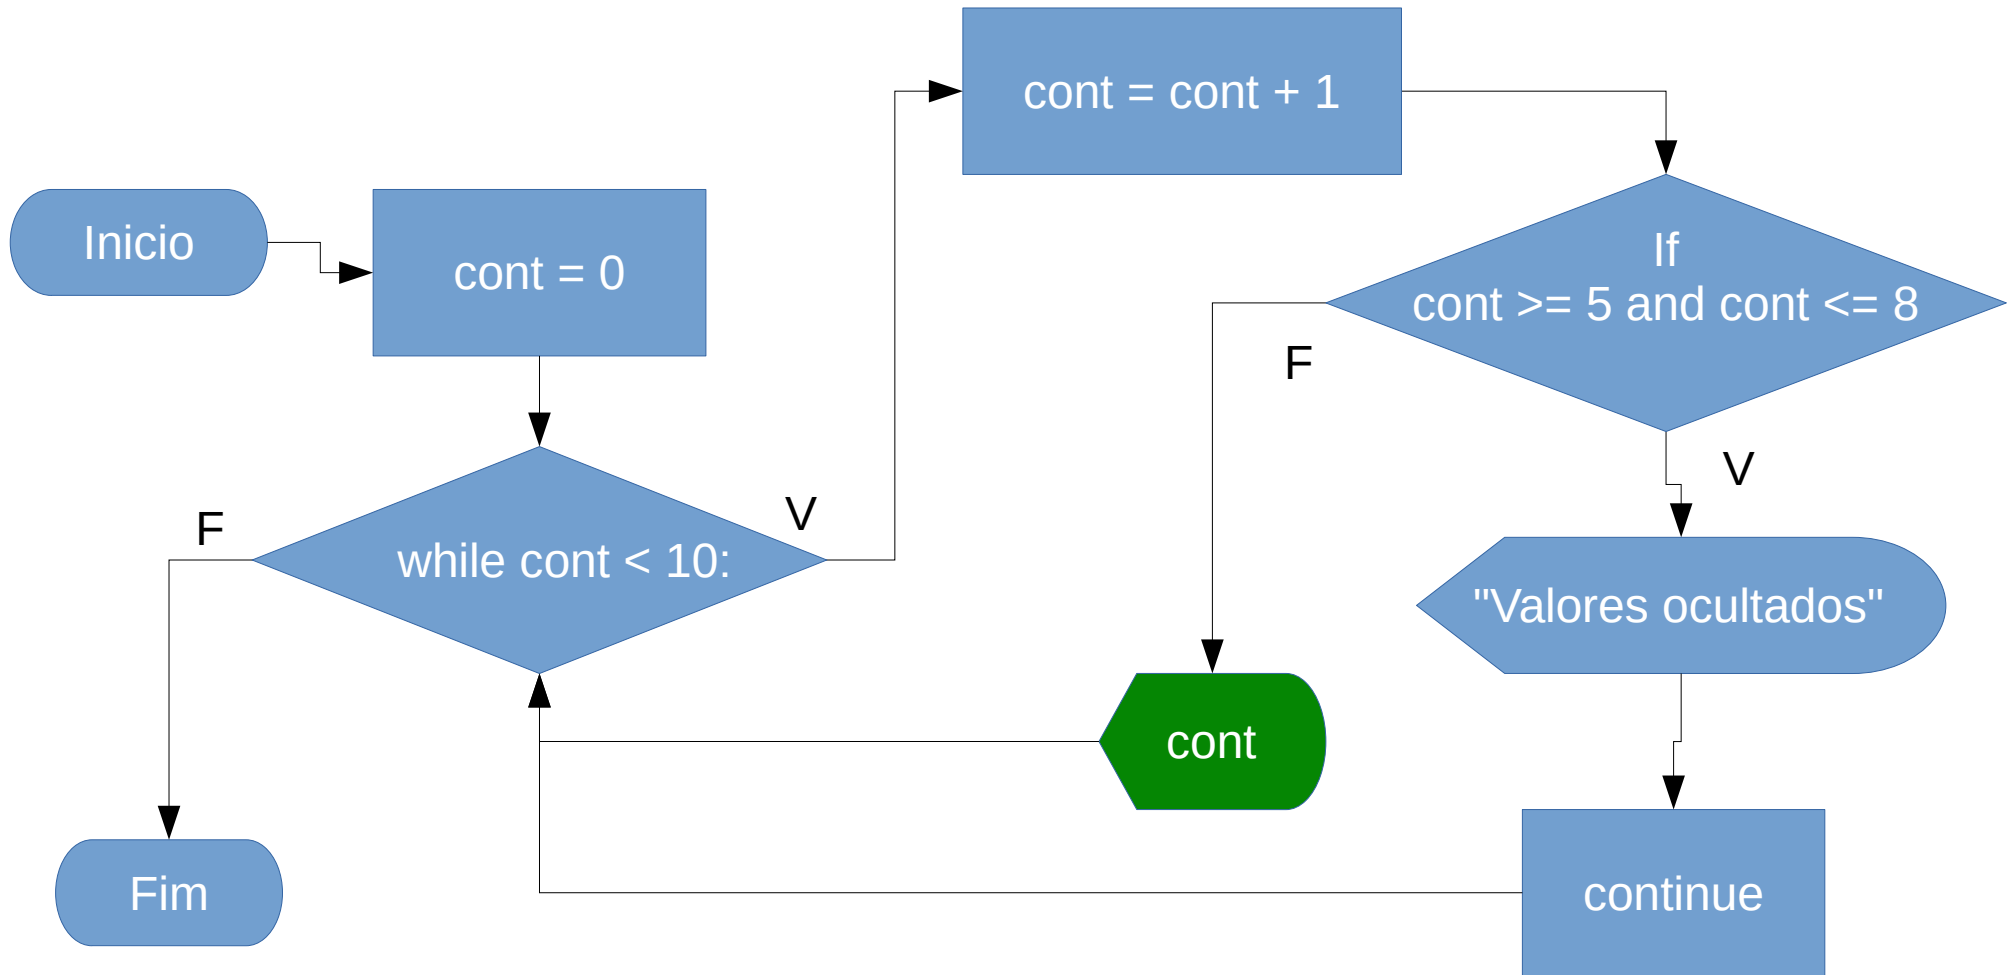 Inicio
cont = 0
while cont < 10:
F
V
Fim
cont = cont + 1
If
cont >= 5 and cont <= 8
F
V
"Valores ocultados"
cont
continue